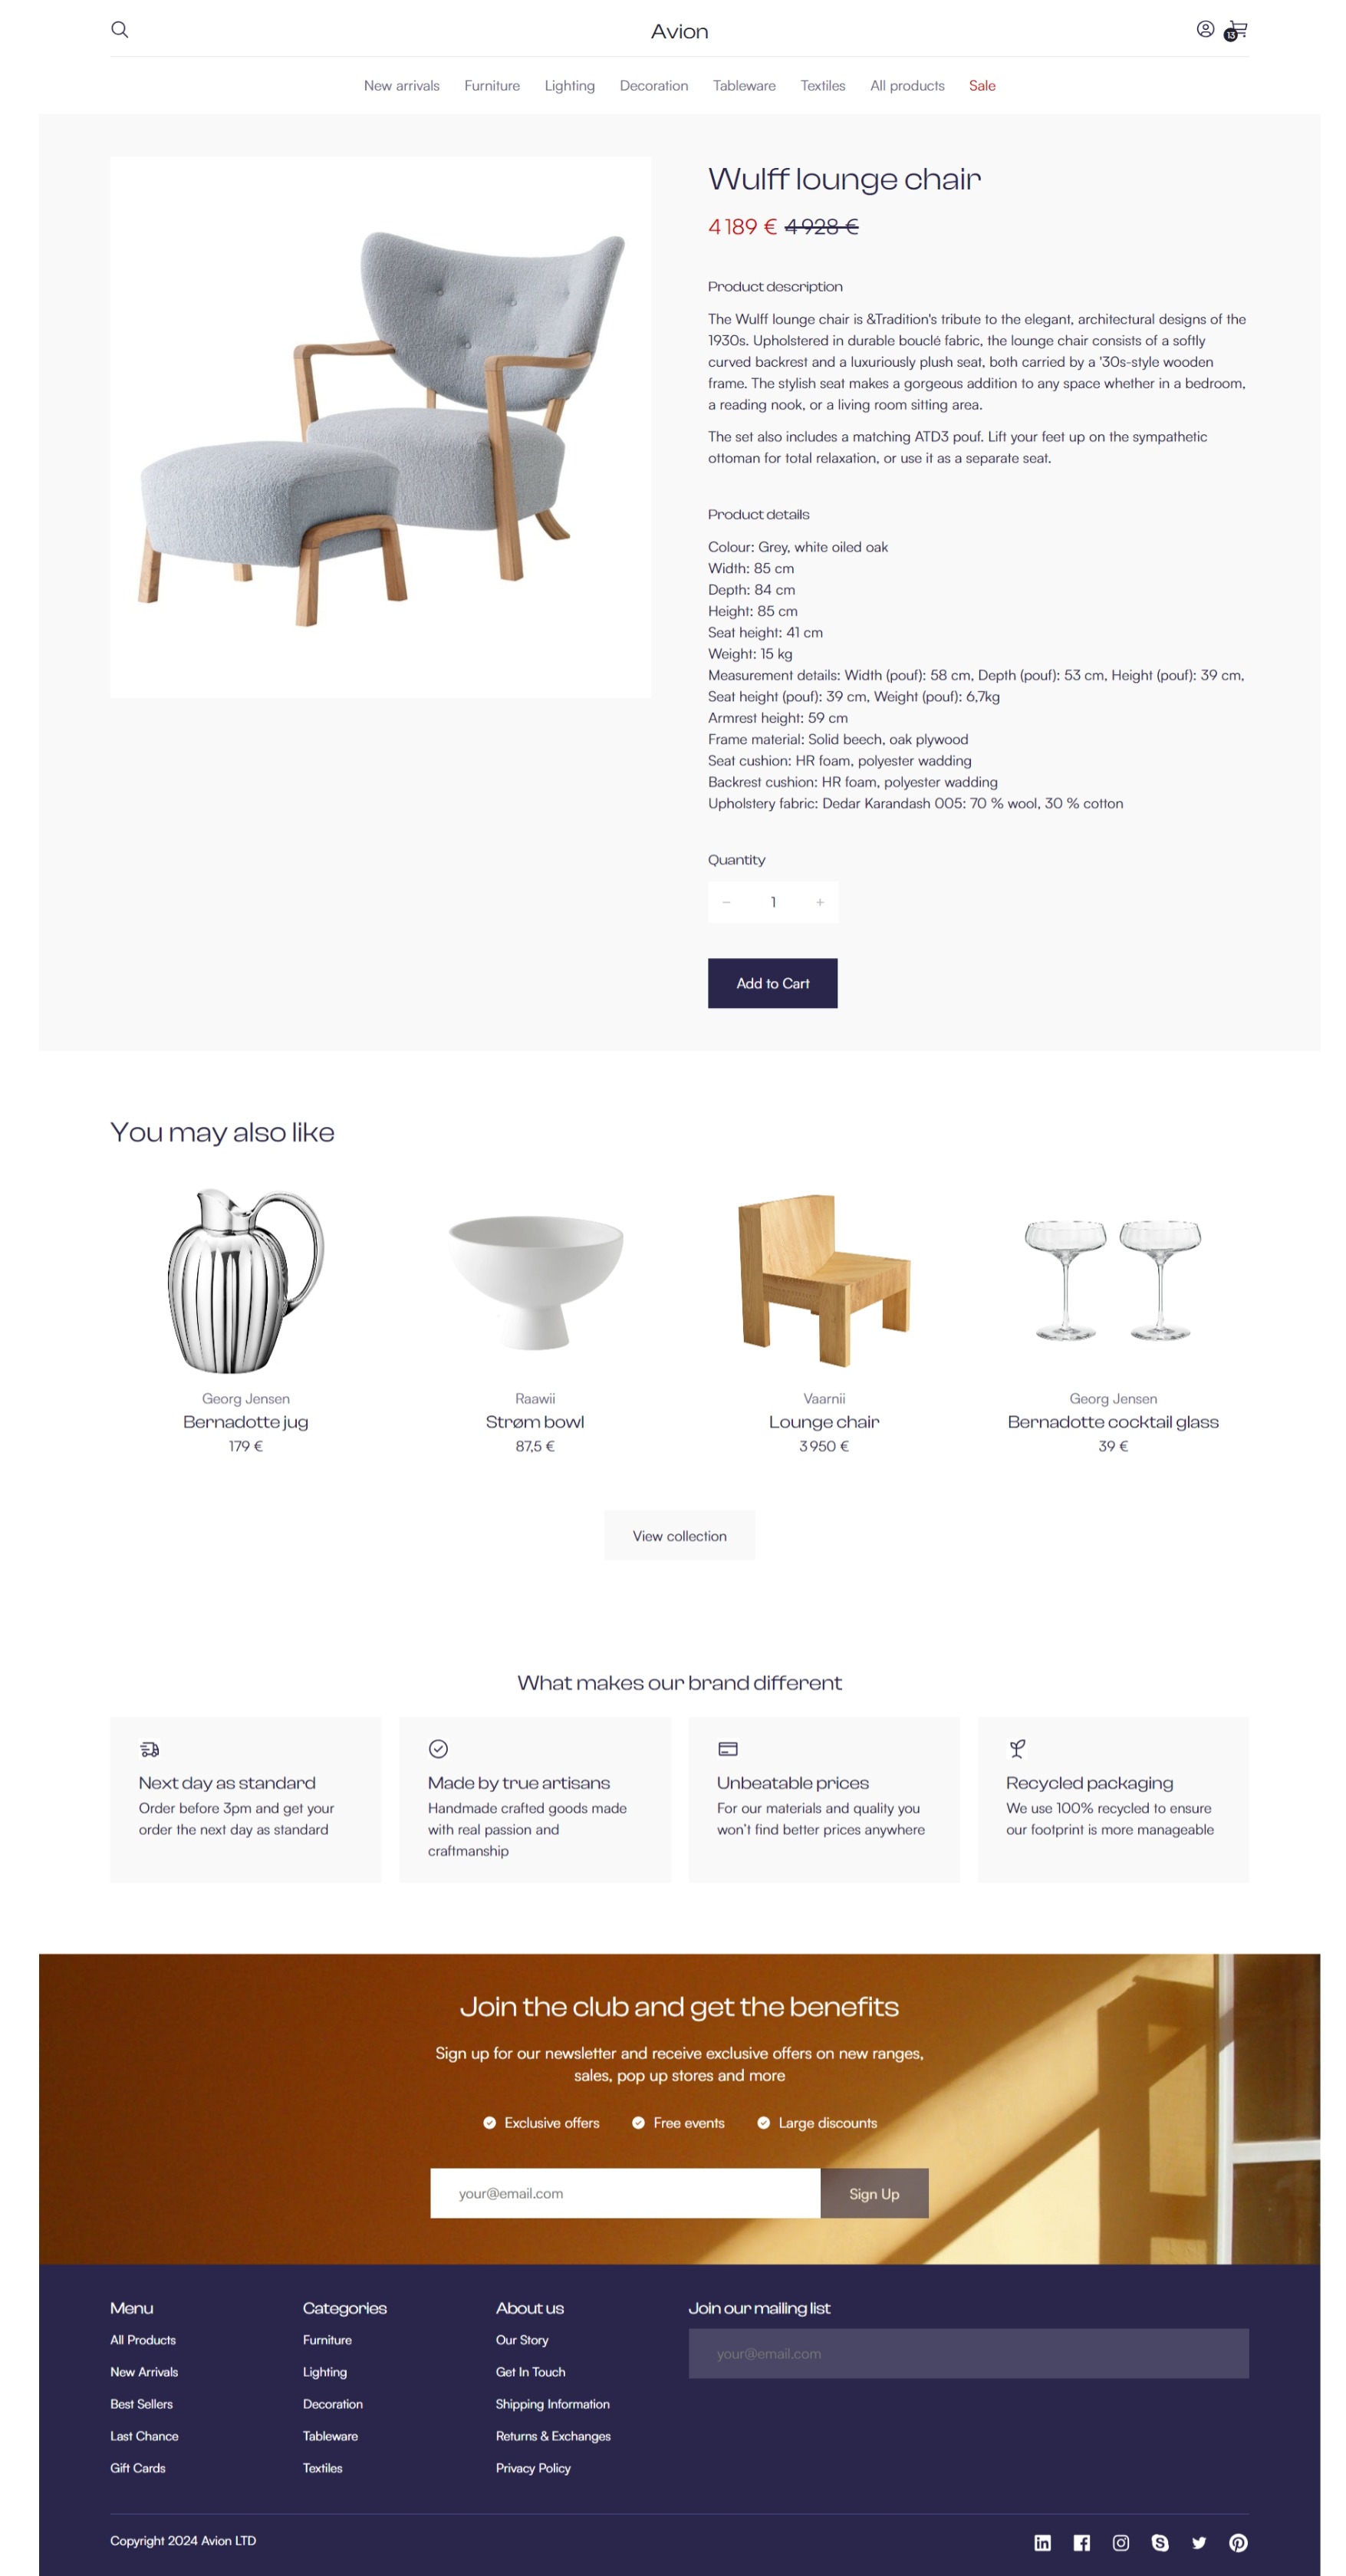 Avion
13
New arrivals Furniture Lighting Decoration Tableware Textiles All products Sale
Wulff lounge chair
4 189 € 4 928 €
Product description
The Wulff lounge chair is &Tradition's tribute to the elegant, architectural designs of the
1930s. Upholstered in durable bouclé fabric, the lounge chair consists of a softly
curved backrest and a luxuriously plush seat, both carried by a '30s-style wooden
frame. The stylish seat makes a gorgeous addition to any space whether in a bedroom,
a reading nook, or a living room sitting area.
The set also includes a matching ATD3 pouf. Lift your feet up on the sympathetic
ottoman for total relaxation, or use it as a separate seat.
Product details
Colour: Grey, white oiled oak
Width: 85 cm
Depth: 84 cm
Height: 85 cm
Seat height: 41 cm
Weight: 15 kg
Measurement details: Width (pouf): 58 cm, Depth (pouf): 53 cm, Height (pouf): 39 cm,
Seat height (pouf): 39 cm, Weight (pouf): 6,7kg
Armrest height: 59 cm
Frame material: Solid beech, oak plywood
Seat cushion: HR foam, polyester wadding
Backrest cushion: HR foam, polyester wadding
Upholstery fabric: Dedar Karandash 005: 70 % wool, 30 % cotton
Quantity
− 1 +
Add to Cart
You may also like
Georg Jensen
Bernadotte jug
179 €
Raawii
Strøm bowl
87,5 €
Vaarnii
Lounge chair
3 950 €
Georg Jensen
Bernadotte cocktail glass
39 €
View collection
What makes our brand different
Next day as standard
Order before 3pm and get your
order the next day as standard
Made by true artisans
Handmade crafted goods made
with real passion and
craftmanship
Unbeatable prices
For our materials and quality you
won't find better prices anywhere
Recycled packaging
We use 100% recycled to ensure
our footprint is more manageable
Join the club and get the benefits
Sign up for our newsletter and receive exclusive offers on new ranges,
sales, pop up stores and more
Exclusive offers Free events Large discounts
your@email.com Sign Up
Menu
All Products
New Arrivals
Best Sellers
Last Chance
Gift Cards
Categories
Furniture
Lighting
Decoration
Tableware
Textiles
About us
Our Story
Get In Touch
Shipping Information
Returns & Exchanges
Privacy Policy
Join our mailing list
your@email.com
Copyright 2024 Avion LTD